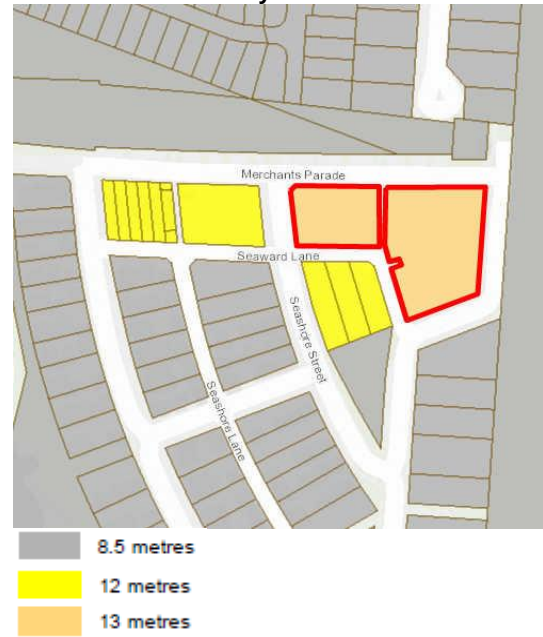 Merchants Parade
Seaward Lane
Seashore Street
Seashore Lane
8.5 metres
12 metres
13 metres